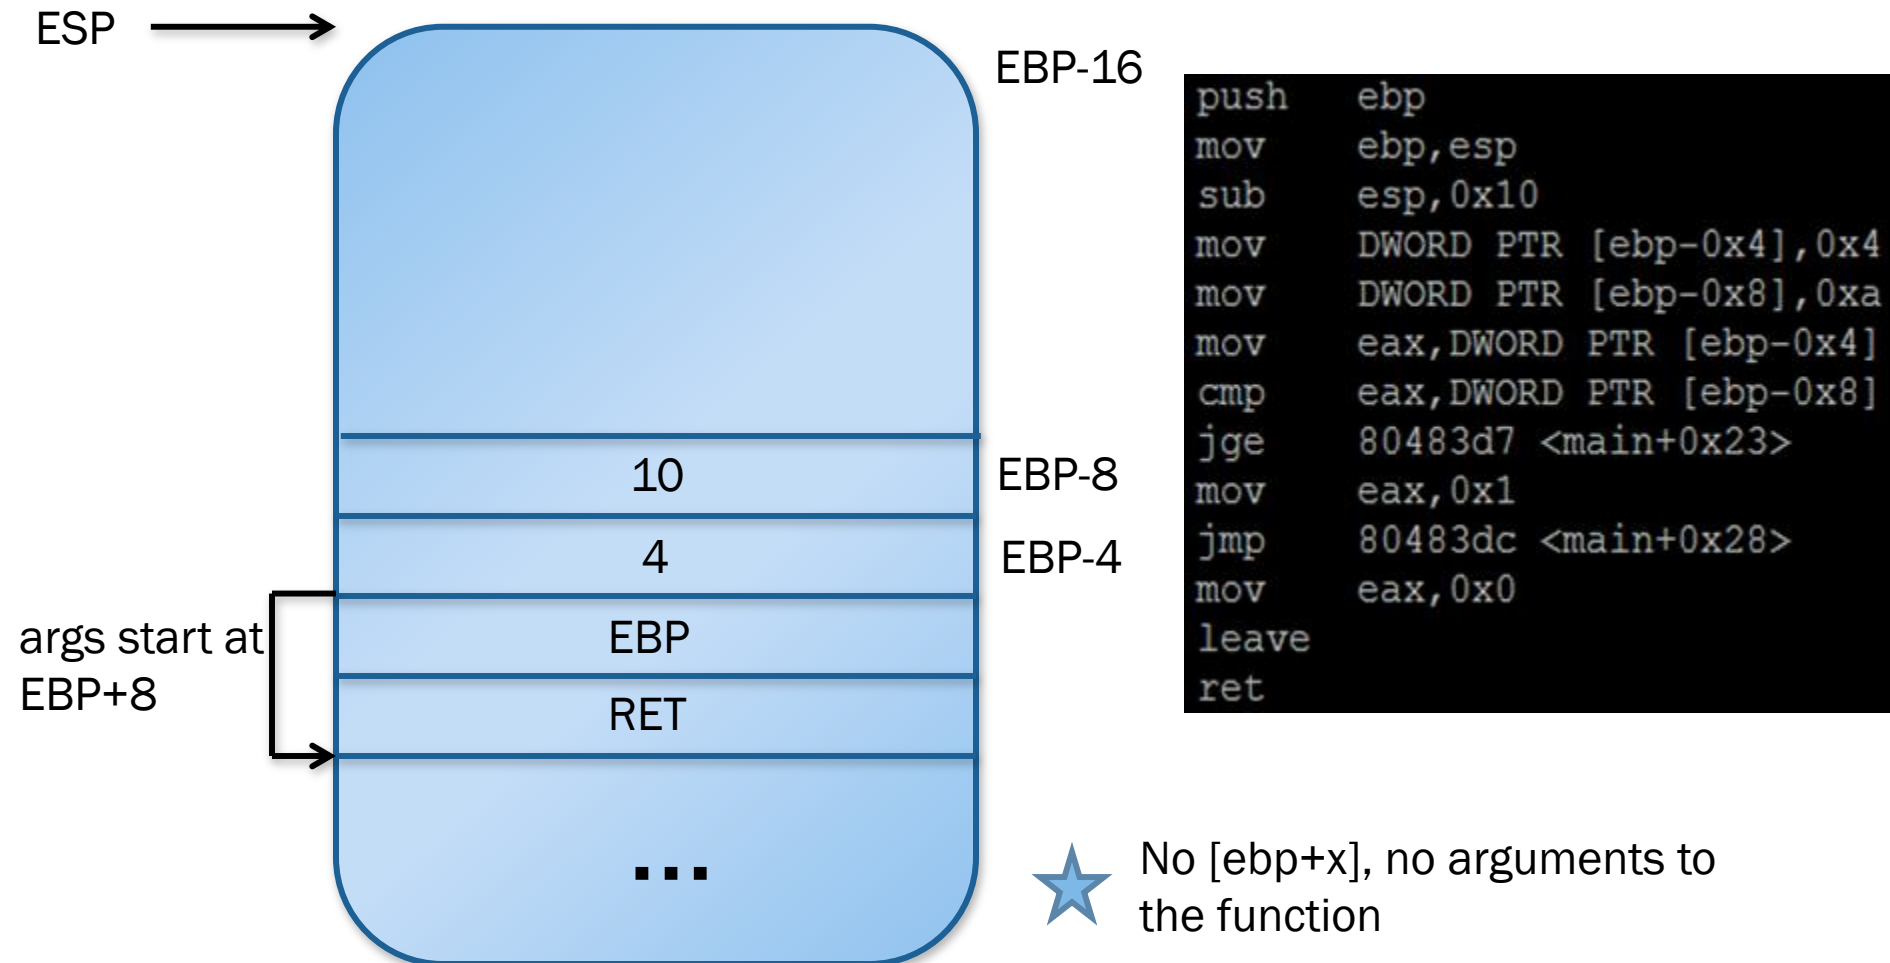 ESP
EBP-16
10
EBP-8
4
EBP-4
EBP
args start at
EBP+8
RET
...
push ebp
mov ebp,esp
sub esp,0x10
mov DWORD PTR [ebp-0x4],0x4
mov DWORD PTR [ebp-0x8],0xa
mov eax,DWORD PTR [ebp-0x4]
cmp eax,DWORD PTR [ebp-0x8]
jge 80483d7 <main+0x23>
mov eax,0x1
jmp 80483dc <main+0x28>
mov eax,0x0
leave
ret
No [ebp+x], no arguments to
the function